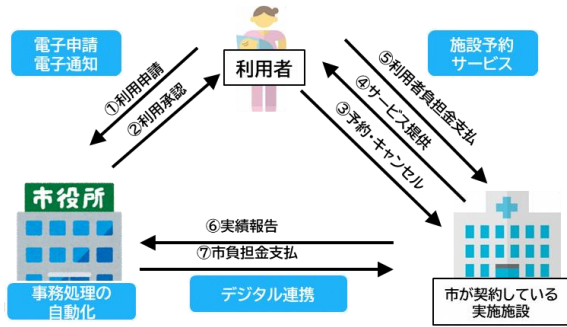 電子申請
電子通知
利用者
施設予約
サービス
①利用申請
②利用承認
⑤利用者負担金支払
④サービス提供
③予約・キャンセル
市役所
⑥実績報告
⑦市負担金支払
事務処理の
自動化
デジタル連携
市が契約している
実施施設